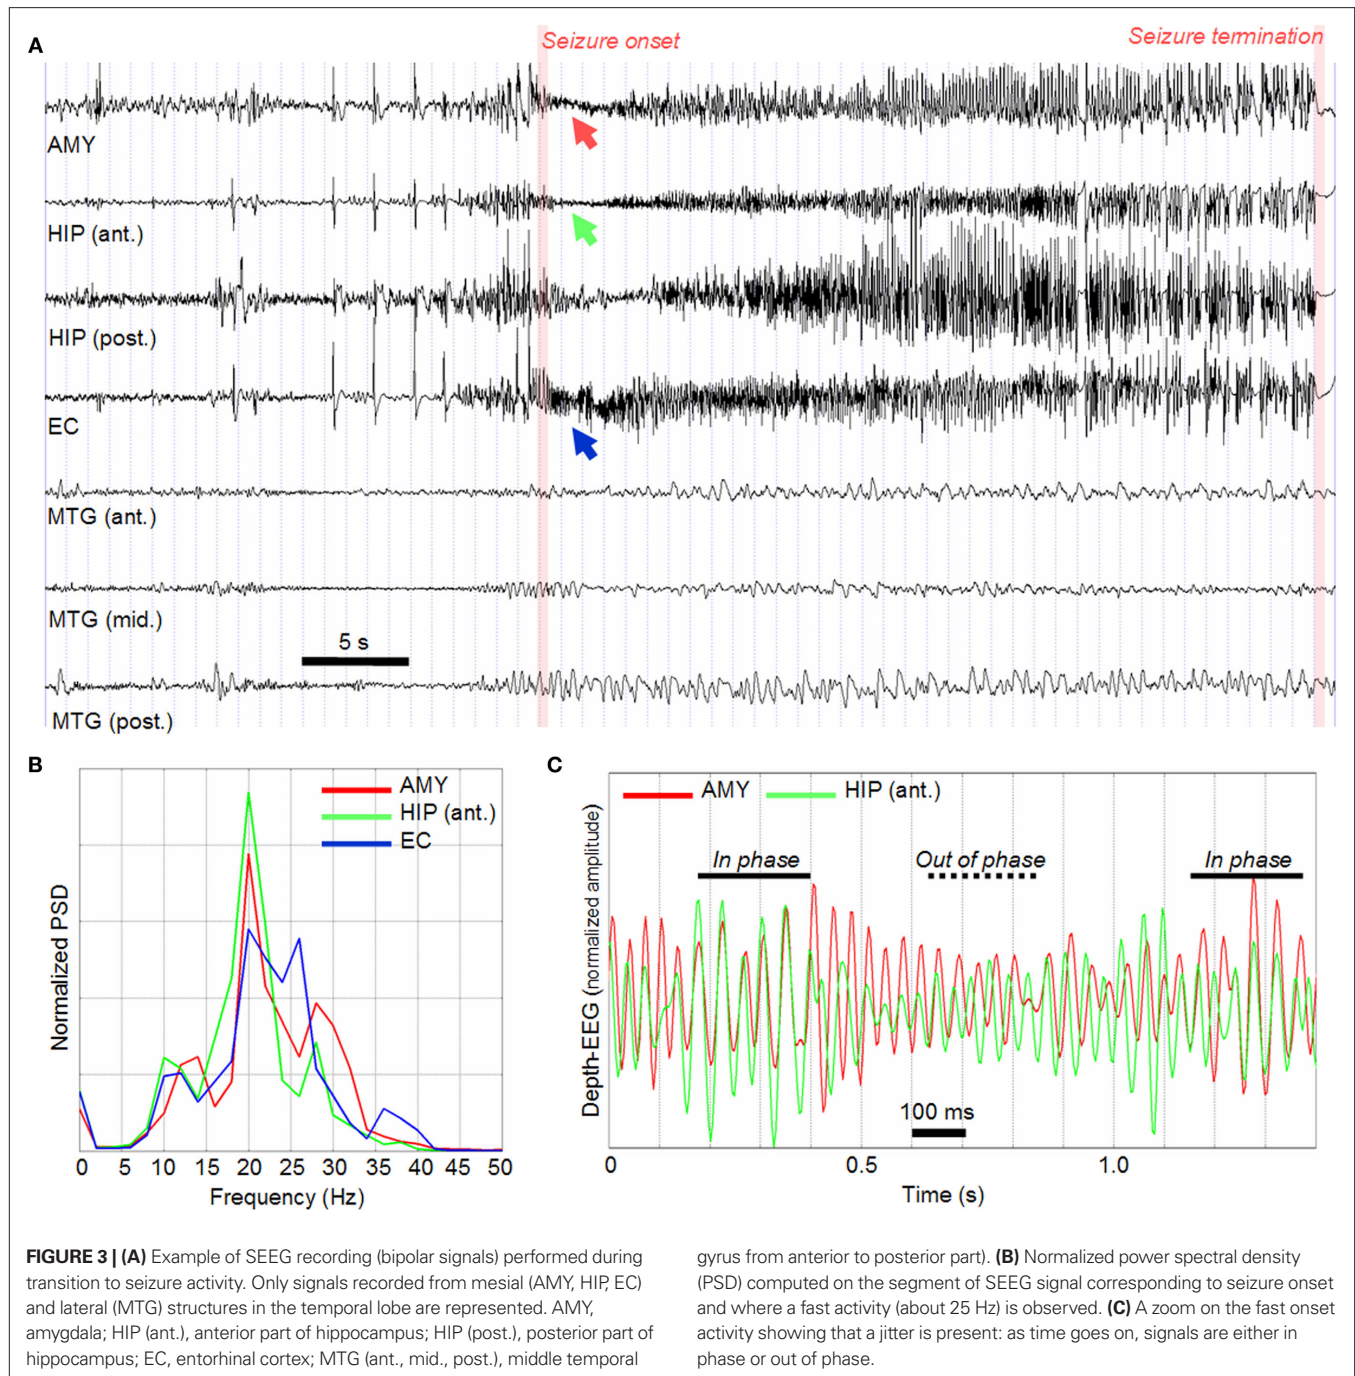 A
Seizure onset
Seizure termination
AMY
HIP (ant.)
HIP (post.)
EC
MTG (ant.)
MTG (mid.)
5 s
MTG (post.)
B
AMY
HIP (ant.)
EC
Normalized PSD
0 5 10 15 20 25 30 35 40 45 50
Frequency (Hz)
C
AMY
HIP (ant.)
In phase
Out of phase
In phase
Depth-EEG (normalized amplitude)
100 ms
0 0.5 1.0
Time (s)
FIGURE 3 | (A) Example of SEEG recording (bipolar signals) performed during
transition to seizure activity. Only signals recorded from mesial (AMY, HIP, EC)
and lateral (MTG) structures in the temporal lobe are represented. AMY,
amygdala; HIP (ant.), anterior part of hippocampus; HIP (post.), posterior part of
hippocampus; EC, entorhinal cortex; MTG (ant., mid., post.), middle temporal
gyrus from anterior to posterior part). (B) Normalized power spectral density
(PSD) computed on the segment of SEEG signal corresponding to seizure onset
and where a fast activity (about 25 Hz) is observed. (C) A zoom on the fast onset
activity showing that a jitter is present: as time goes on, signals are either in
phase or out of phase.